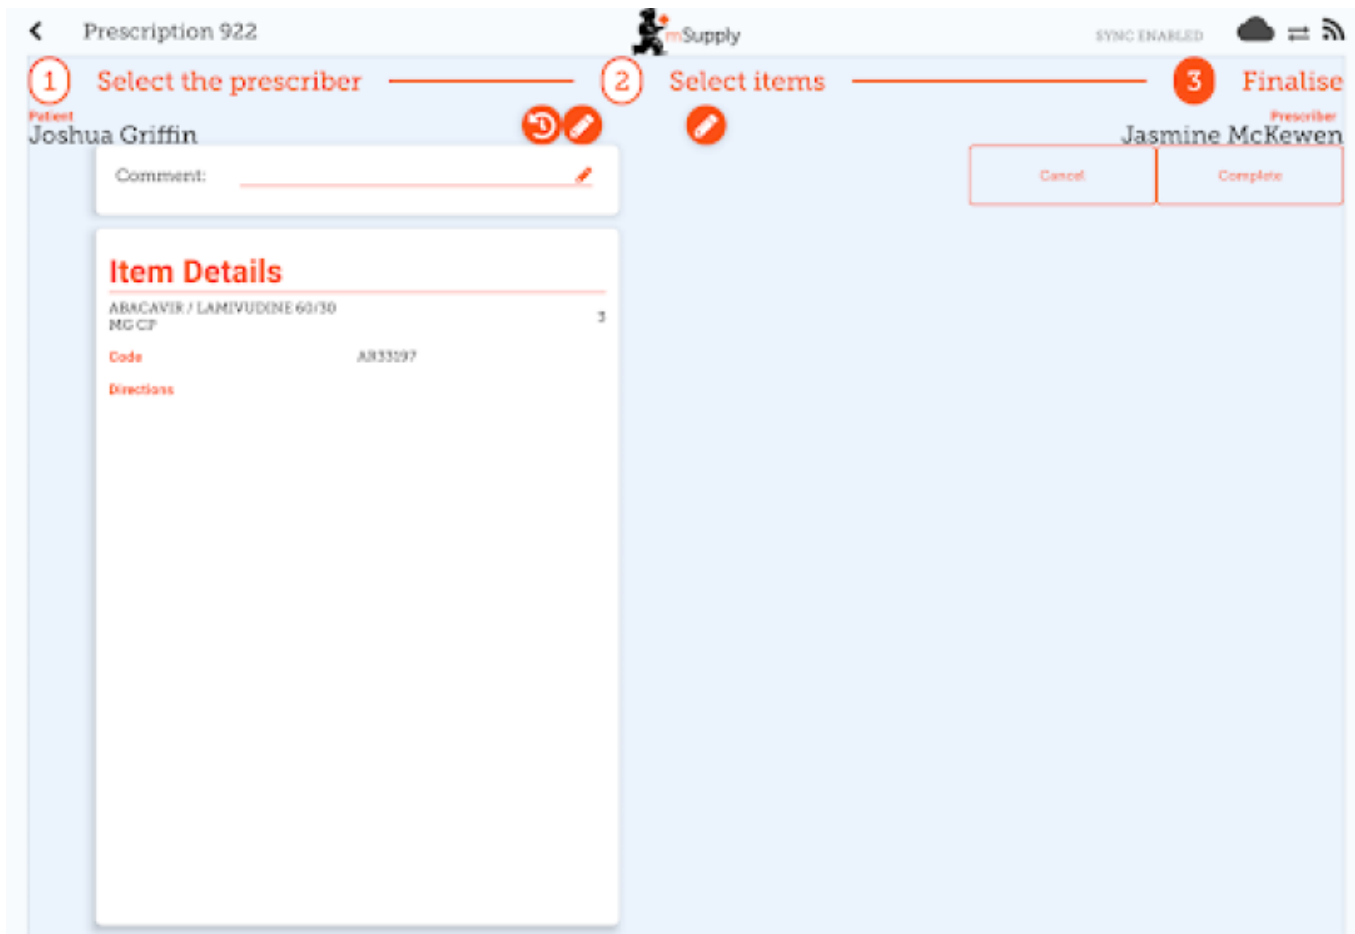 Prescription 922
mSupply
SYNC ENABLED
1 Select the prescriber
2 Select items
3 Finalise
Patient
Joshua Griffin
Prescriber
Jasmine McKewen
Comment:
Cancel
Complete
Item Details
ABACAVIR / LAMIVUDINE 60/30
MG CP
3
Code AR33197
Directions